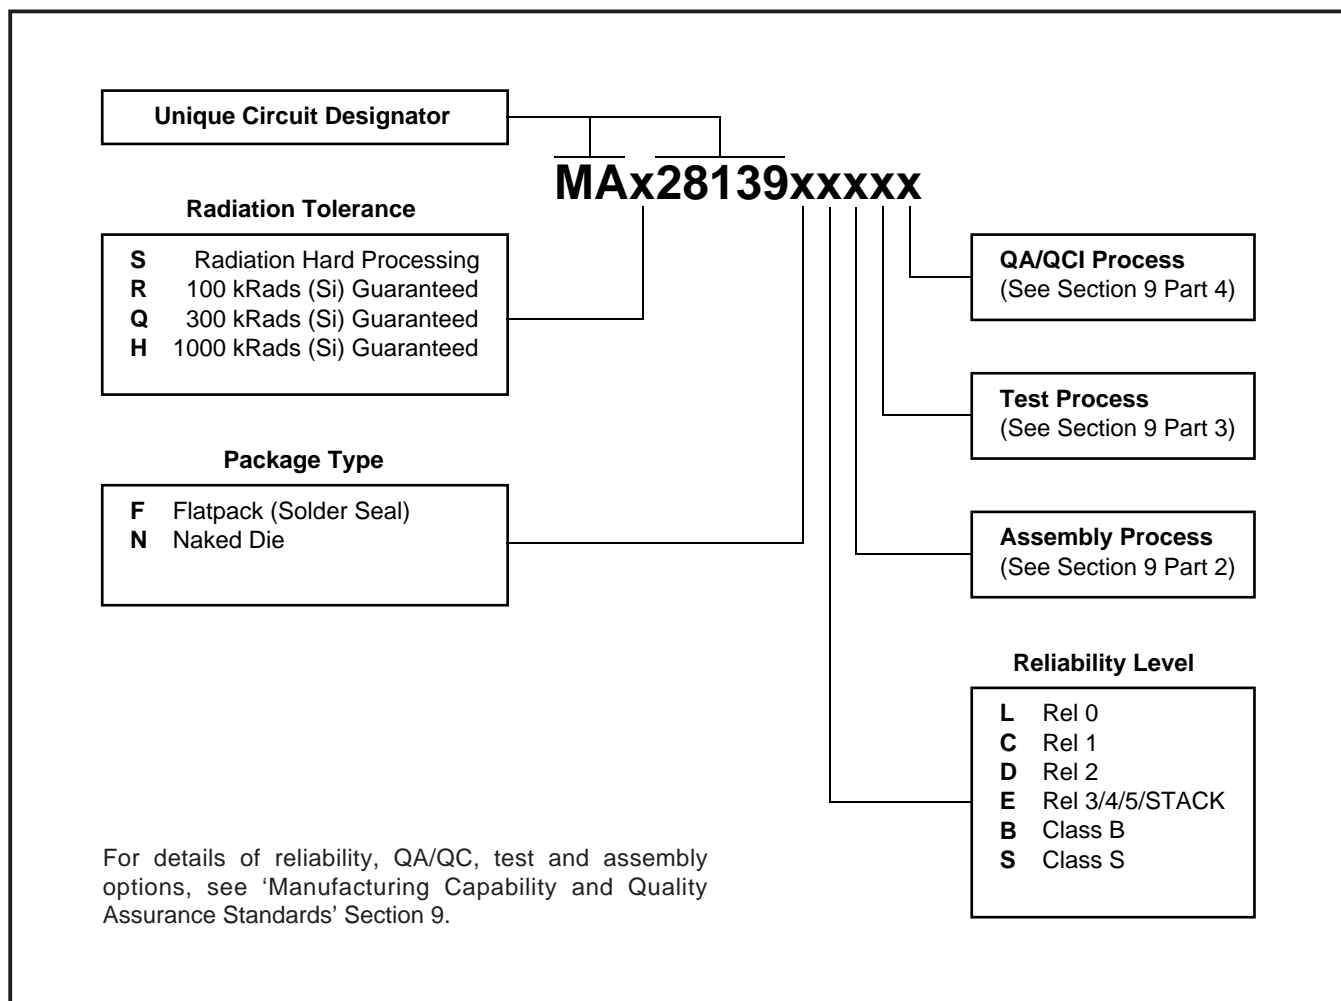 Unique Circuit Designator
MAx28139xxxxx
Radiation Tolerance
S Radiation Hard Processing
R 100 kRads (Si) Guaranteed
Q 300 kRads (Si) Guaranteed
H 1000 kRads (Si) Guaranteed
Package Type
F Flatpack (Solder Seal)
N Naked Die
QA/QCI Process
(See Section 9 Part 4)
Test Process
(See Section 9 Part 3)
Assembly Process
(See Section 9 Part 2)
Reliability Level
L Rel 0
C Rel 1
D Rel 2
E Rel 3/4/5/STACK
B Class B
S Class S
For details of reliability, QA/QC, test and assembly
options, see ‘Manufacturing Capability and Quality
Assurance Standards’ Section 9.